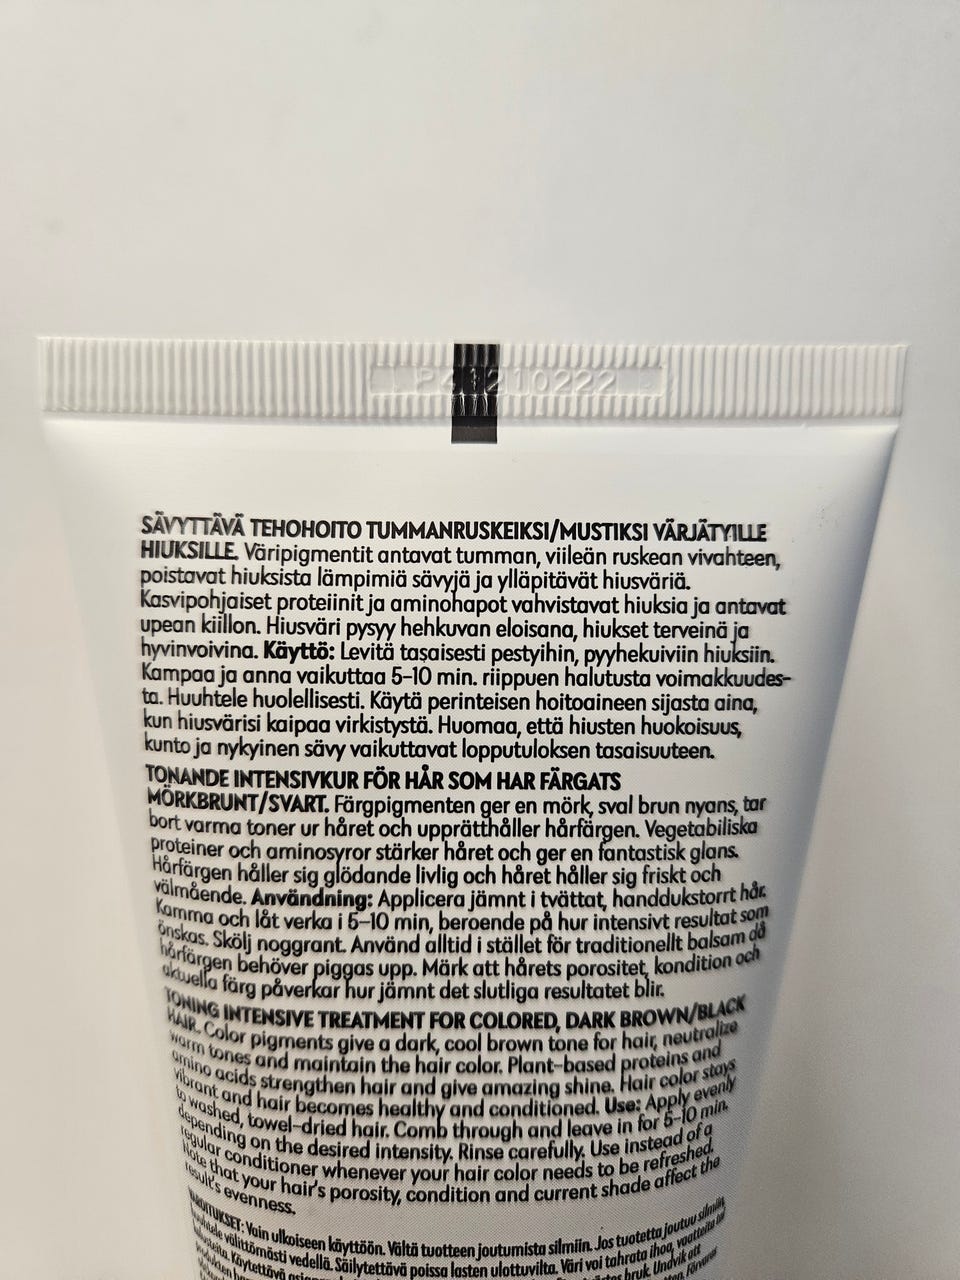 210222
SÄVYTTÄVÄ TEHOHOITO TUMMANRUSKEIKSI/MUSTIKSI VÄRJÄTYILLE
HIUKSILLE. Väripigmentit antavat tumman, viileän ruskean vivahteen,
poistavat hiuksista lämpimiä sävyjä ja ylläpitävät hiusväriä.
Kasvipohjaiset proteiinit ja aminohapot vahvistavat hiuksia ja antavat
upean kiillon. Hiusväri pysyy hehkuvan eloisana, hiukset terveinä ja
hyvinvoivina. Käyttö: Levitä tasaisesti pestyihin, pyyhekuiviin hiuksiin.
Kampaa ja anna vaikuttaa 5-10 min. riippuen halutusta voimakkuudes-
ta. Huuhtele huolellisesti. Käytä perinteisen hoitoaineen sijasta aina,
kun hiusvärisi kaipaa virkistystä. Huomaa, että hiusten huokoisuus,
kunto ja nykyinen sävy vaikuttavat lopputuloksen tasaisuuteen.
TONANDE INTENSIVKUR FÖR HÅR SOM HAR FÄRGATS
MÖRKBRUNT/SVART. Färgpigmenten ger en mörk, sval brun nyans, tar
bort varma toner ur håret och upprätthåller hårfärgen. Vegetabiliska
proteiner och aminosyror stärker håret och ger en fantastisk glans.
Hårfärgen håller sig glödande livlig och håret håller sig friskt och
välmående. Användning: Applicera jämnt i tvättat, handdukstorrt hår.
Kamma och låt verka i 5-10 min, beroende på hur intensivt resultat som
önskas. Skölj noggrant. Använd alltid i stället för traditionellt balsam då
hårfärgen behöver piggas upp. Märk att hårets porositet, kondition och
aktuella färg påverkar hur jämnt det slutliga resultatet blir.
TONING INTENSIVE TREATMENT FOR COLORED, DARK BROWN/BLACK
HAIR. Color pigments give a dark, cool brown tone for hair, neutralize
warm tones and maintain the hair color. Plant-based proteins and
amino acids strengthen hair and give amazing shine. Hair color stays
vibrant and hair becomes healthy and conditioned. Use: Apply evenly
to washed, towel-dried hair. Comb through and leave in for 5-10 min.
depending on the desired intensity. Rinse carefully. Use instead of a
regular conditioner whenever your hair color needs to be refreshed.
Note that your hair's porosity, condition and current shade affect the
result's evenness.
VAROITUKSET: Vain ulkoiseen käyttöön. Vältä tuotteen joutumista silmiin. Jos tuotetta joutuu silmiin,
huuhtele välittömästi vedellä. Säilytettävä poissa lasten ulottuvilta. Väri voi tahrata ihoa, vaatteita tai
Käytettävä bruk. Undvik att